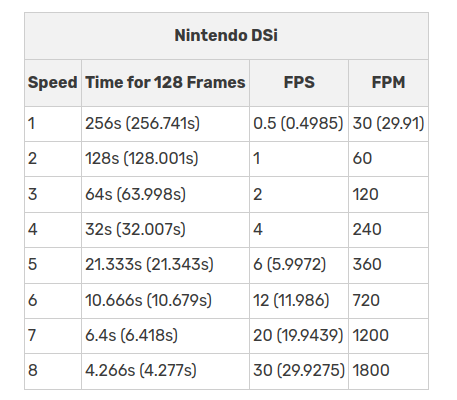 Nintendo DSi
Speed Time for 128 Frames FPS FPM
1 256s (256.741s) 0.5 (0.4985) 30 (29.91)
2 128s (128.001s) 1 60
3 64s (63.998s) 2 120
4 32s (32.007s) 4 240
5 21.333s (21.343s) 6 (5.9972) 360
6 10.666s (10.679s) 12 (11.986) 720
7 6.4s (6.418s) 20 (19.9439) 1200
8 4.266s (4.277s) 30 (29.9275) 1800